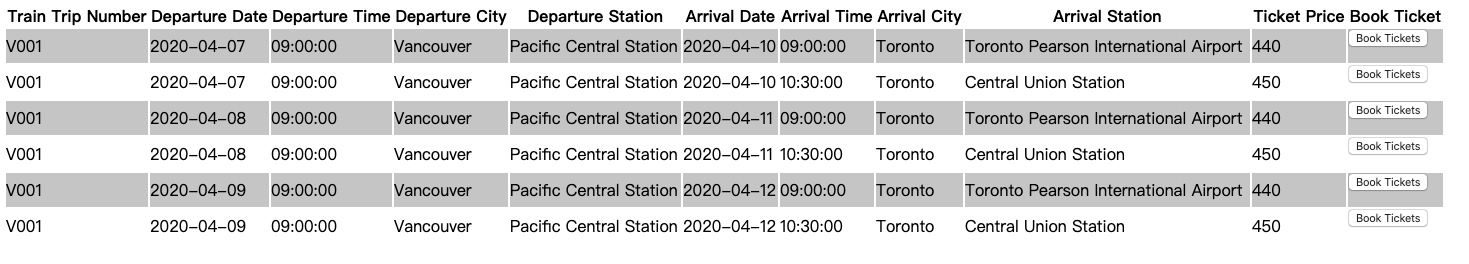 Train Trip Number Departure Date Departure Time Departure City Departure Station Arrival Date Arrival Time Arrival City Arrival Station Ticket Price Book Ticket
V001 2020-04-07 09:00:00 Vancouver Pacific Central Station 2020-04-10 09:00:00 Toronto Toronto Pearson International Airport 440 Book Tickets
V001 2020-04-07 09:00:00 Vancouver Pacific Central Station 2020-04-10 10:30:00 Toronto Central Union Station 450 Book Tickets
V001 2020-04-08 09:00:00 Vancouver Pacific Central Station 2020-04-11 09:00:00 Toronto Toronto Pearson International Airport 440 Book Tickets
V001 2020-04-08 09:00:00 Vancouver Pacific Central Station 2020-04-11 10:30:00 Toronto Central Union Station 450 Book Tickets
V001 2020-04-09 09:00:00 Vancouver Pacific Central Station 2020-04-12 09:00:00 Toronto Toronto Pearson International Airport 440 Book Tickets
V001 2020-04-09 09:00:00 Vancouver Pacific Central Station 2020-04-12 10:30:00 Toronto Central Union Station 450 Book Tickets